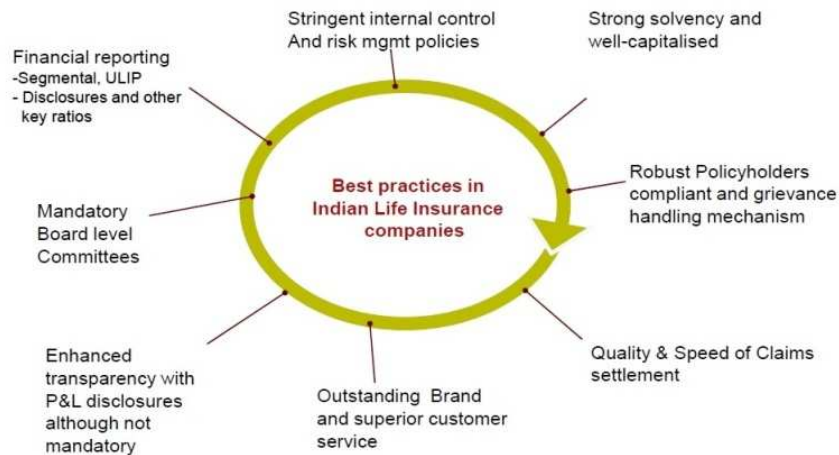 Stringent internal control
And risk mgmt policies
Strong solvency and
well-capitalised
Robust Policyholders
compliant and grievance
handling mechanism
Quality & Speed of Claims
settlement
Outstanding Brand
and superior customer
service
Enhanced
transparency with
P&L disclosures
although not
mandatory
Mandatory
Board level
Committees
Financial reporting
-Segmental, ULIP
- Disclosures and other
key ratios
Best practices in
Indian Life Insurance
companies